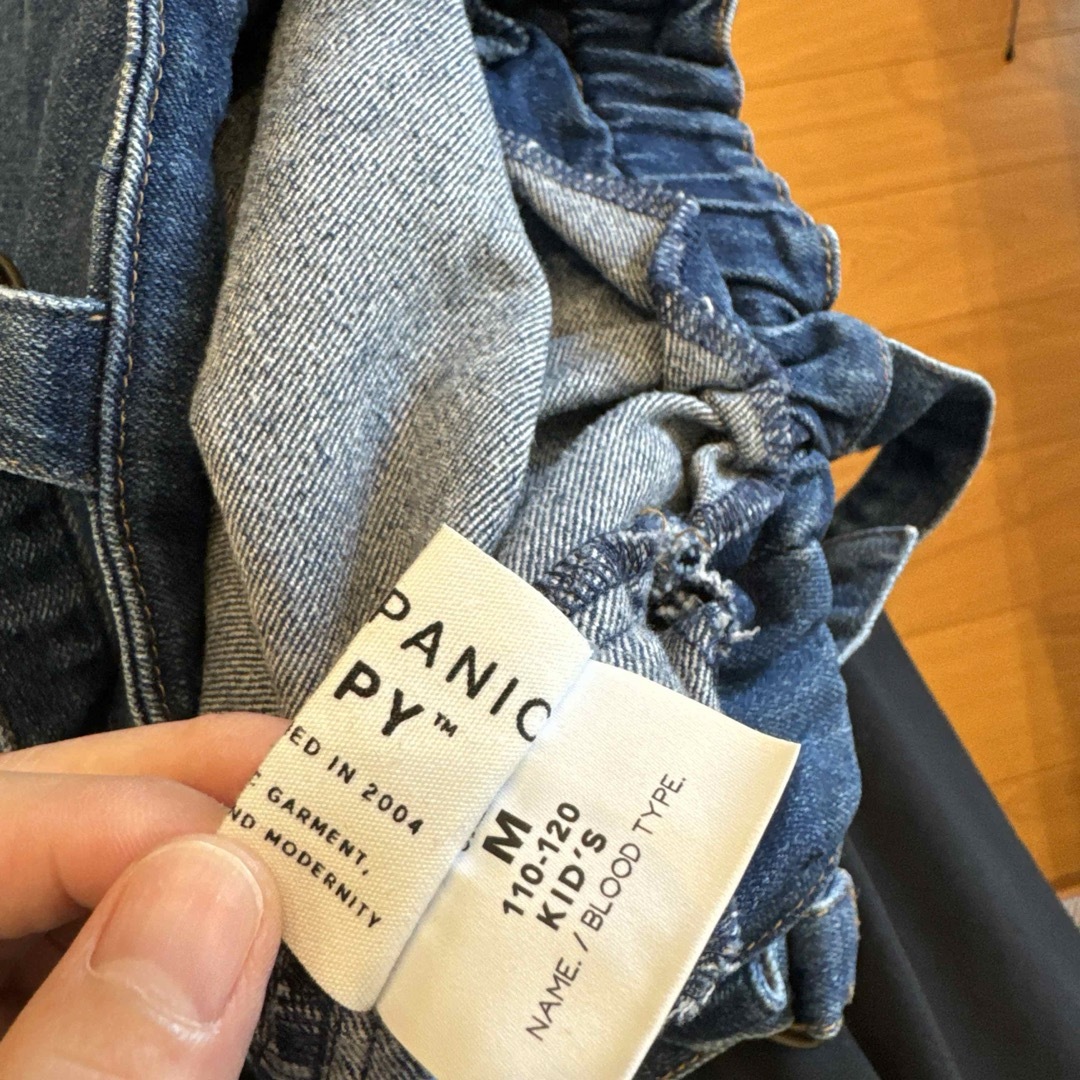 PANIC
PY™
ED IN 2004
GARMENT,
ND MODERNITY
M
110-120
KID'S
NAME. / BLOOD TYPE.